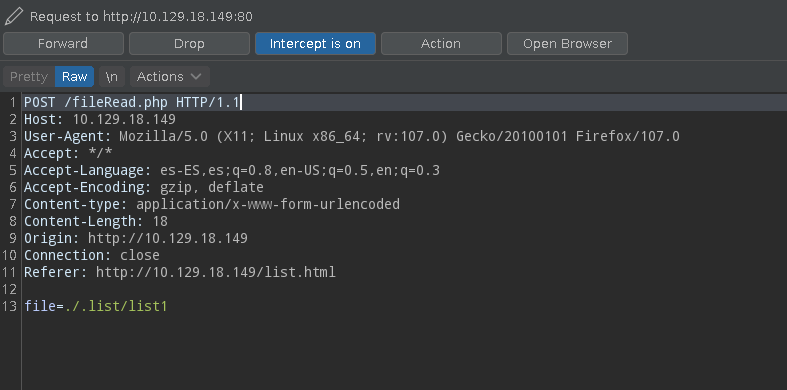 Request to http://10.129.18.149:80
Forward Drop Intercept is on Action Open Browser
Pretty Raw \n Actions
1 POST /fileRead.php HTTP/1.1
2 Host: 10.129.18.149
3 User-Agent: Mozilla/5.0 (X11; Linux x86_64; rv:107.0) Gecko/20100101 Firefox/107.0
4 Accept: */*
5 Accept-Language: es-ES,es;q=0.8,en-US;q=0.5,en;q=0.3
6 Accept-Encoding: gzip, deflate
7 Content-type: application/x-www-form-urlencoded
8 Content-Length: 18
9 Origin: http://10.129.18.149
10 Connection: close
11 Referer: http://10.129.18.149/list.html
12
13 file=./.list/list1